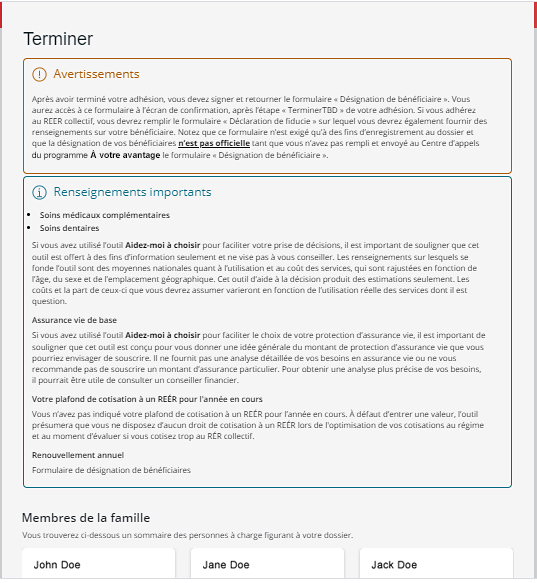 Terminer
Avertissements
Après avoir terminé votre adhésion, vous devez signer et retourner le formulaire « Désignation de bénéficiaire ». Vous
aurez accès à ce formulaire à l'écran de confirmation, après l'étape « TerminerTBD » de votre adhésion. Si vous adhérez
au REER collectif, vous devrez remplir le formulaire « Déclaration de fiducie » sur lequel vous devrez également fournir des
renseignements sur votre bénéficiaire. Notez que ce formulaire n'est exigé qu'à des fins d'enregistrement au dossier et
que la désignation de vos bénéficiaires n'est pas officielle tant que vous n'avez pas rempli et envoyé au Centre d'appels
du programme À votre avantage le formulaire « Désignation de bénéficiaire ».
Renseignements importants
• Soins médicaux complémentaires
• Soins dentaires
Si vous avez utilisé l'outil Aidez-moi à choisir pour faciliter votre prise de décisions, il est important de souligner que cet
outil est offert à des fins d'information seulement et ne vise pas à vous conseiller. Les renseignements sur lesquels se
fonde l'outil sont des moyennes nationales quant à l'utilisation et au coût des services, qui sont rajustées en fonction de
l'âge, du sexe et de l'emplacement géographique. Cet outil d'aide à la décision produit des estimations seulement. Les
coûts et la part de ceux-ci que vous devrez assumer varieront en fonction de l'utilisation réelle des services dont il est
question.
Assurance vie de base
Si vous avez utilisé l'outil Aidez-moi à choisir pour faciliter le choix de votre protection d'assurance vie, il est important de
souligner que cet outil est conçu pour vous donner une idée générale du montant de protection d'assurance vie que vous
pourriez envisager de souscrire. Il ne fournit pas une analyse détaillée de vos besoins en assurance vie ou ne vous
recommande pas de souscrire un montant d'assurance particulier. Pour obtenir une analyse plus précise de vos besoins,
il pourrait être utile de consulter un conseiller financier.
Votre plafond de cotisation à un REÉR pour l'année en cours
Vous n'avez pas indiqué votre plafond de cotisation à un REÉR pour l'année en cours. À défaut d'entrer une valeur, l'outil
présumera que vous ne disposez d'aucun droit de cotisation à un REÉR lors de l'optimisation de vos cotisations au régime
et au moment d'évaluer si vous cotisez trop au RÉR collectif.
Renouvellement annuel
Formulaire de désignation de bénéficiaires
Membres de la famille
Vous trouverez ci-dessous un sommaire des personnes à charge figurant à votre dossier.
John Doe
Jane Doe
Jack Doe